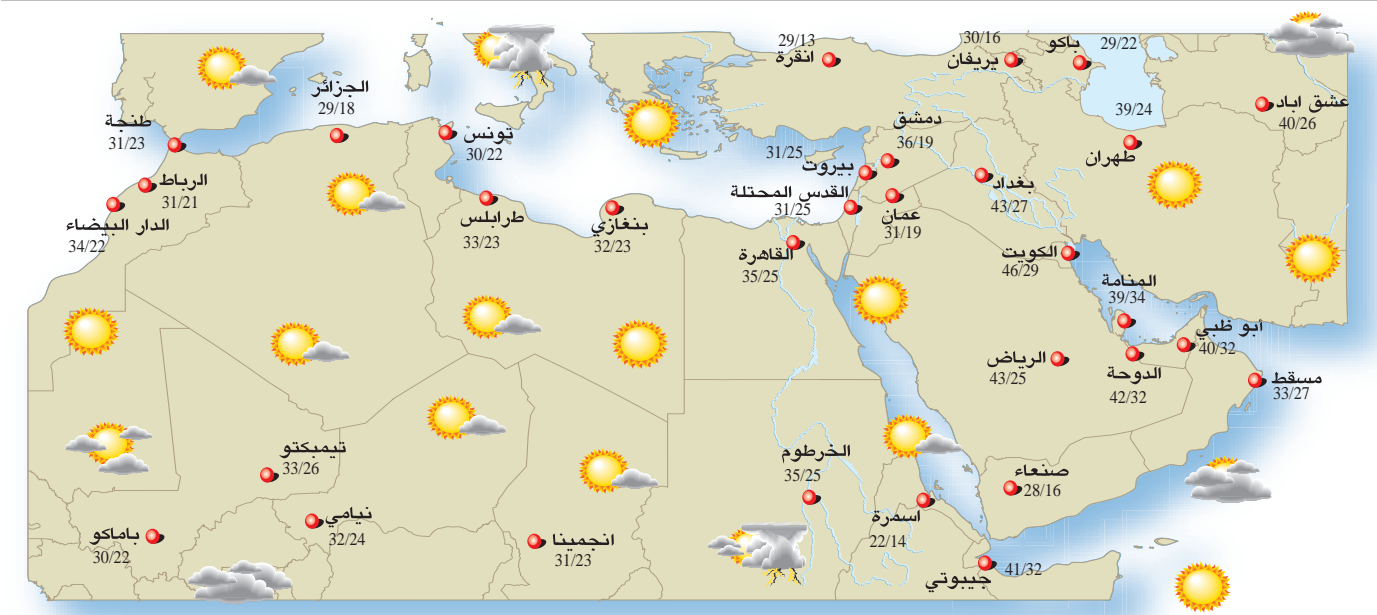 29/13
انقرة
30/16
يريفان
باكو
29/22
39/24
عشق اباد
40/26
طهران
الجزائر
29/18
طنجة
31/23
تونس
30/22
دمشق
36/19
31/25
بيروت
بغداد
43/27
الرباط
31/21
القدس المحتلة
31/25
عمان
31/19
الدار البيضاء
34/22
طرابلس
33/23
بنغازي
32/23
القاهرة
35/25
الكويت
46/29
المنامة
39/34
أبو ظبي
40/32
الرياض
43/25
الدوحة
42/32
مسقط
33/27
تيمبكتو
33/26
الخرطوم
35/25
صنعاء
28/16
نيامي
32/24
اسمرة
22/14
باماكو
30/22
انجمينا
31/23
جيبوتي
41/32